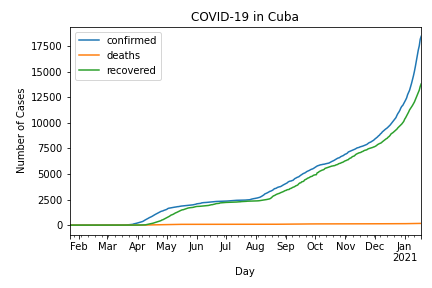 COVID-19 in Cuba
confirmed
deaths
recovered
Number of Cases
17500
15000
12500
10000
7500
5000
2500
0
Feb Mar Apr May Jun Jul Aug Sep Oct Nov Dec Jan
2021
Day